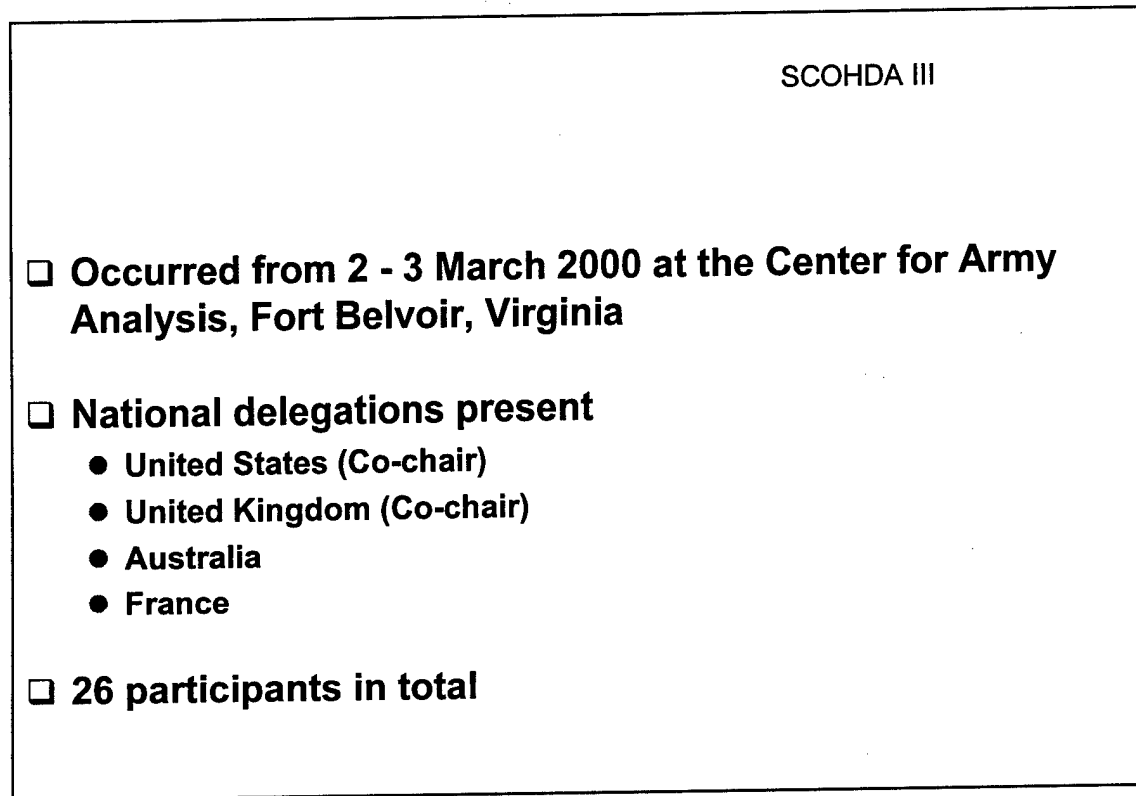 SCOHDA III
❑ Occurred from 2 - 3 March 2000 at the Center for Army
Analysis, Fort Belvoir, Virginia
❑ National delegations present
● United States (Co-chair)
● United Kingdom (Co-chair)
● Australia
● France
❑ 26 participants in total